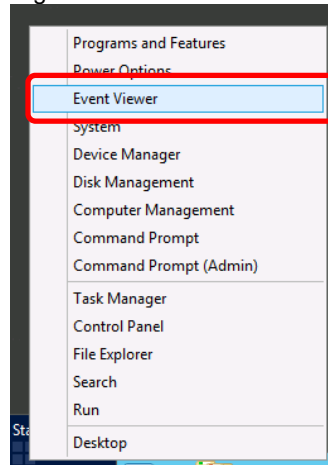 Programs and Features
Power Options
Event Viewer
System
Device Manager
Disk Management
Computer Management
Command Prompt
Command Prompt (Admin)
Task Manager
Control Panel
File Explorer
Search
Run
Desktop